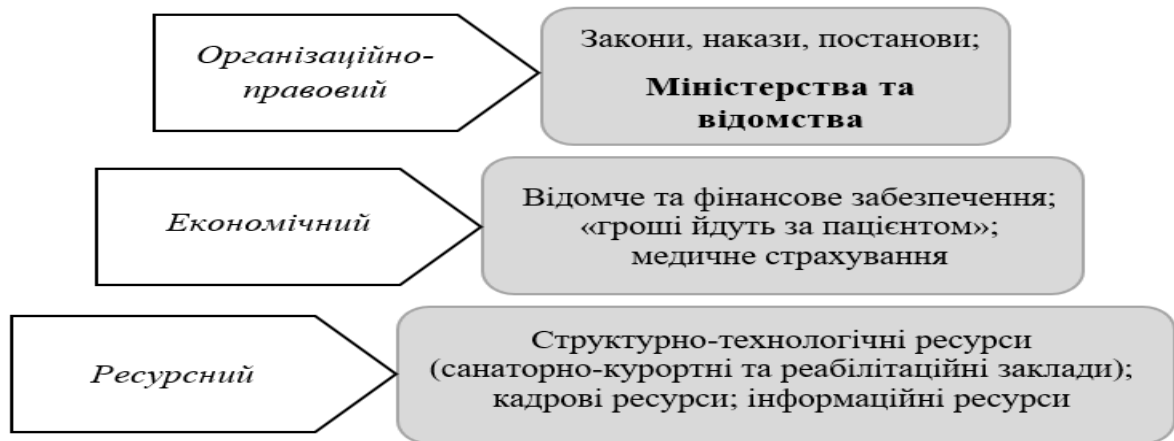 Організаційно-
правовий
Закони, накази, постанови;
Міністерства та
відомства
Економічний
Відомче та фінансове забезпечення;
«гроші йдуть за пацієнтом»;
медичне страхування
Ресурсний
Структурно-технологічні ресурси
(санаторно-курортні та реабілітаційні заклади);
кадрові ресурси; інформаційні ресурси